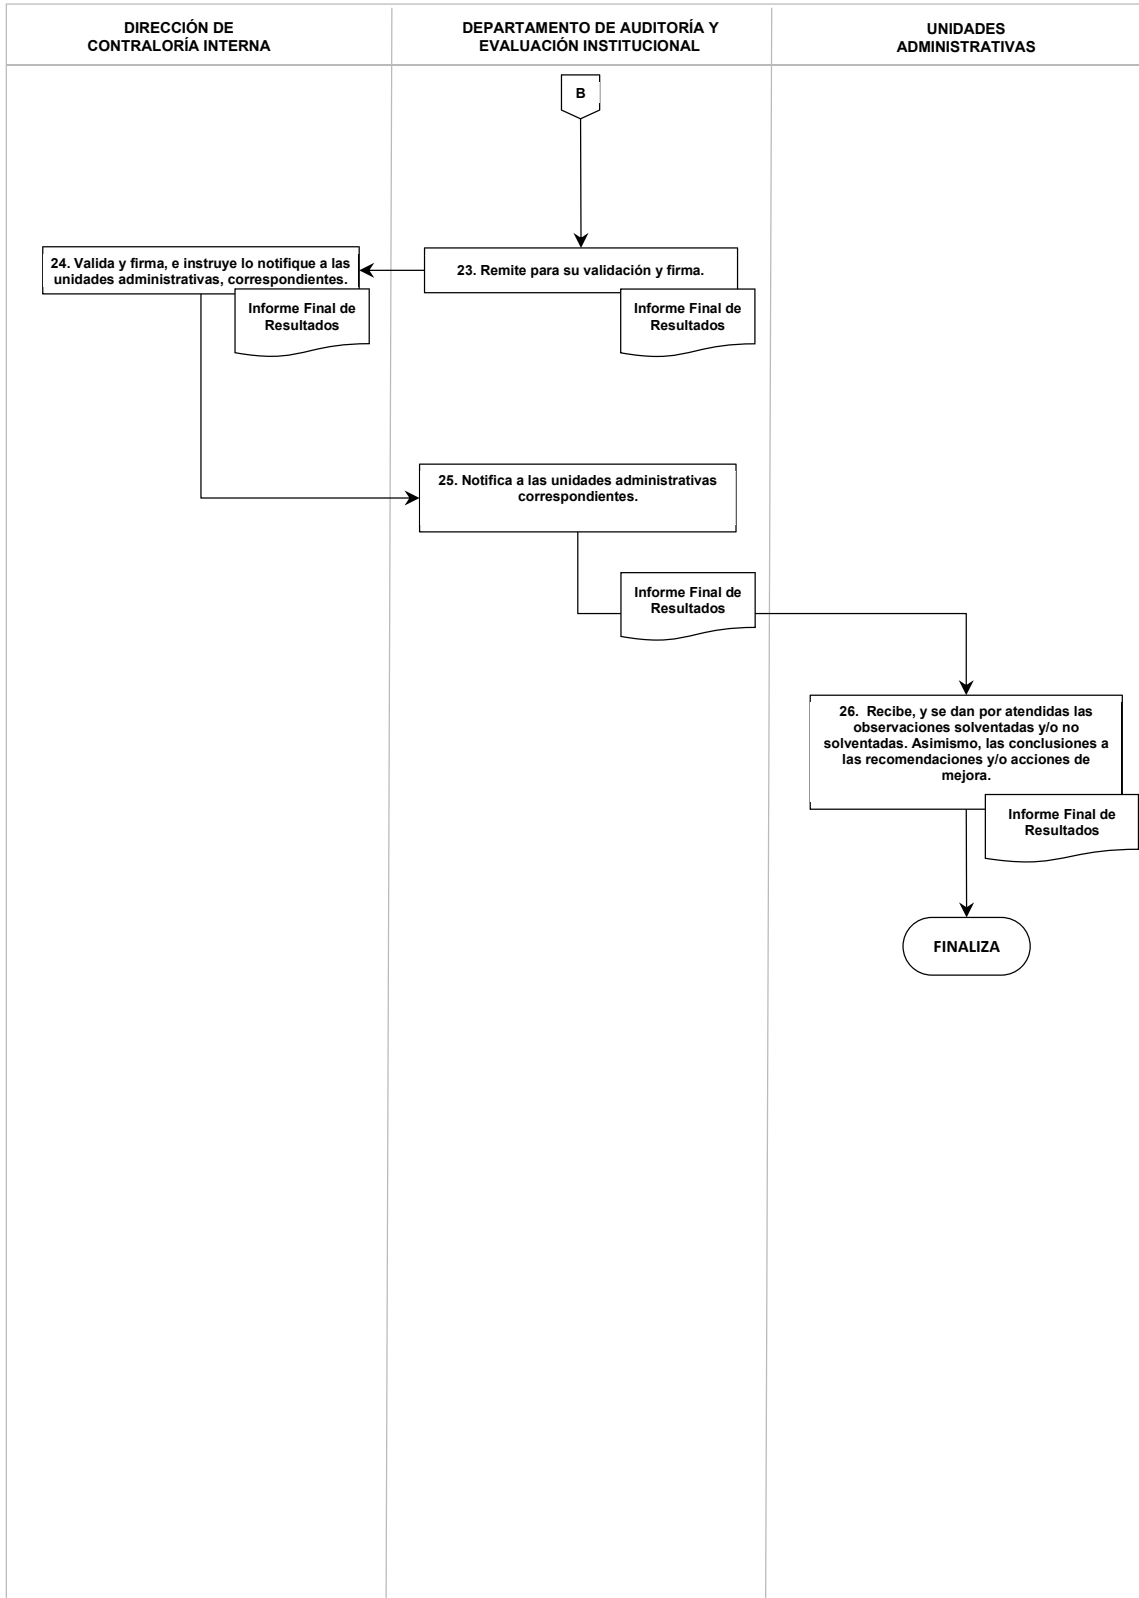 DIRECCIÓN DE
CONTRALORÍA INTERNA
DEPARTAMENTO DE AUDITORÍA Y
EVALUACIÓN INSTITUCIONAL
UNIDADES
ADMINISTRATIVAS
B
23. Remite para su validación y firma.
Informe Final de
Resultados
24. Valida y firma, e instruye lo notifique a las
unidades administrativas, correspondientes.
Informe Final de
Resultados
25. Notifica a las unidades administrativas
correspondientes.
Informe Final de
Resultados
26. Recibe, y se dan por atendidas las
observaciones solventadas y/o no
solventadas. Asimismo, las conclusiones a
las recomendaciones y/o acciones de
mejora.
Informe Final de
Resultados
FINALIZA